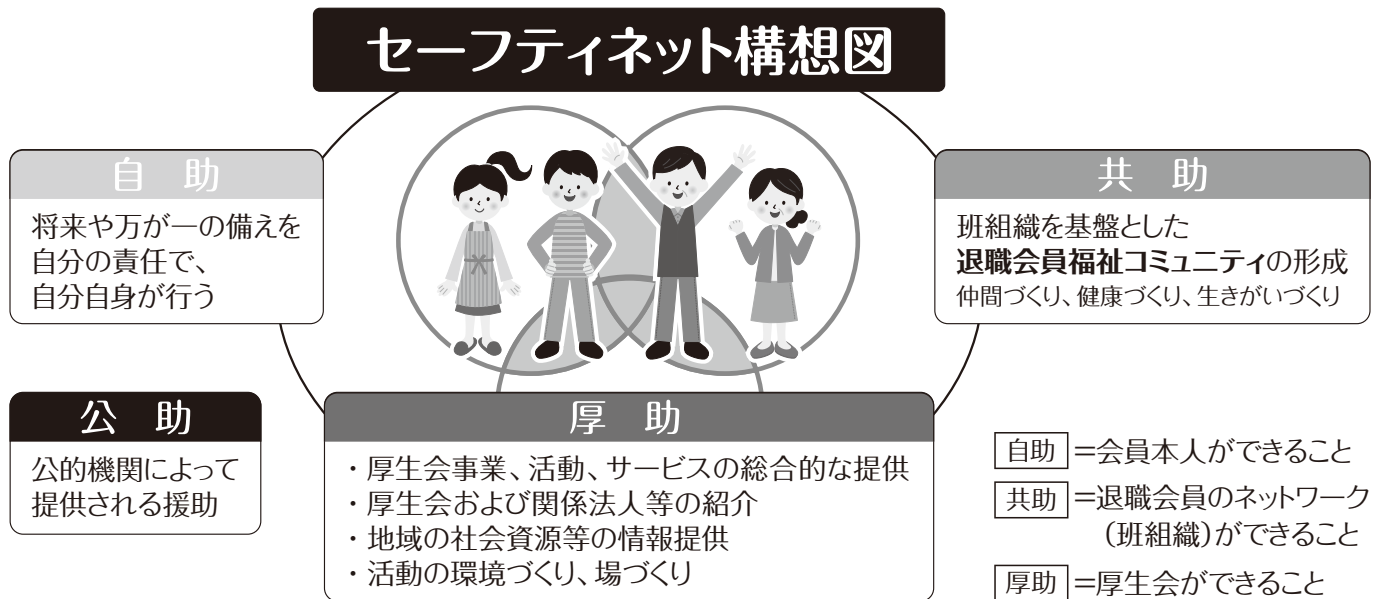 セーフティネット構想図
自助
将来や万が一の備えを
自分の責任で、
自分自身が行う
共助
班組織を基盤とした
退職会員福祉コミュニティの形成
仲間づくり、健康づくり、生きがいづくり
公助
公的機関によって
提供される援助
厚助
・厚生会事業、活動、サービスの総合的な提供
・厚生会および関係法人等の紹介
・地域の社会資源等の情報提供
・活動の環境づくり、場づくり
自助=会員本人ができること
共助=退職会員のネットワーク
(班組織)ができること
厚助=厚生会ができること